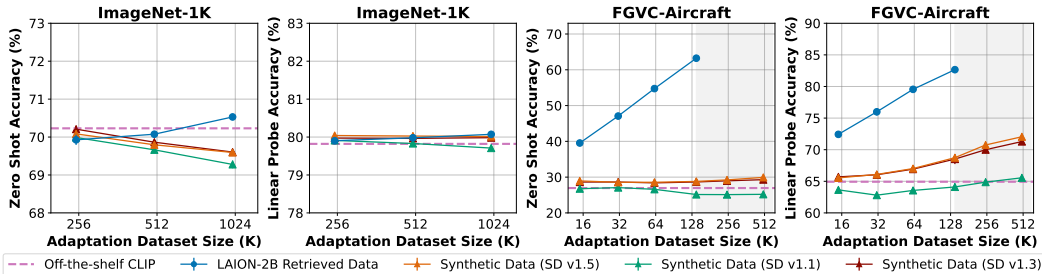 ImageNet-1K
Zero Shot Accuracy (%)
73
72
71
70
69
68
256 512 1024
Adaptation Dataset Size (K)
ImageNet-1K
Linear Probe Accuracy (%)
83
82
81
80
79
78
256 512 1024
Adaptation Dataset Size (K)
FGVC-Aircraft
Zero Shot Accuracy (%)
70
60
50
40
30
20
16 32 64 128 256 512
Adaptation Dataset Size (K)
FGVC-Aircraft
Linear Probe Accuracy (%)
90
85
80
75
70
65
60
16 32 64 128 256 512
Adaptation Dataset Size (K)
Off-the-shelf CLIP LAION-2B Retrieved Data Synthetic Data (SD v1.5) Synthetic Data (SD v1.1) Synthetic Data (SD v1.3)